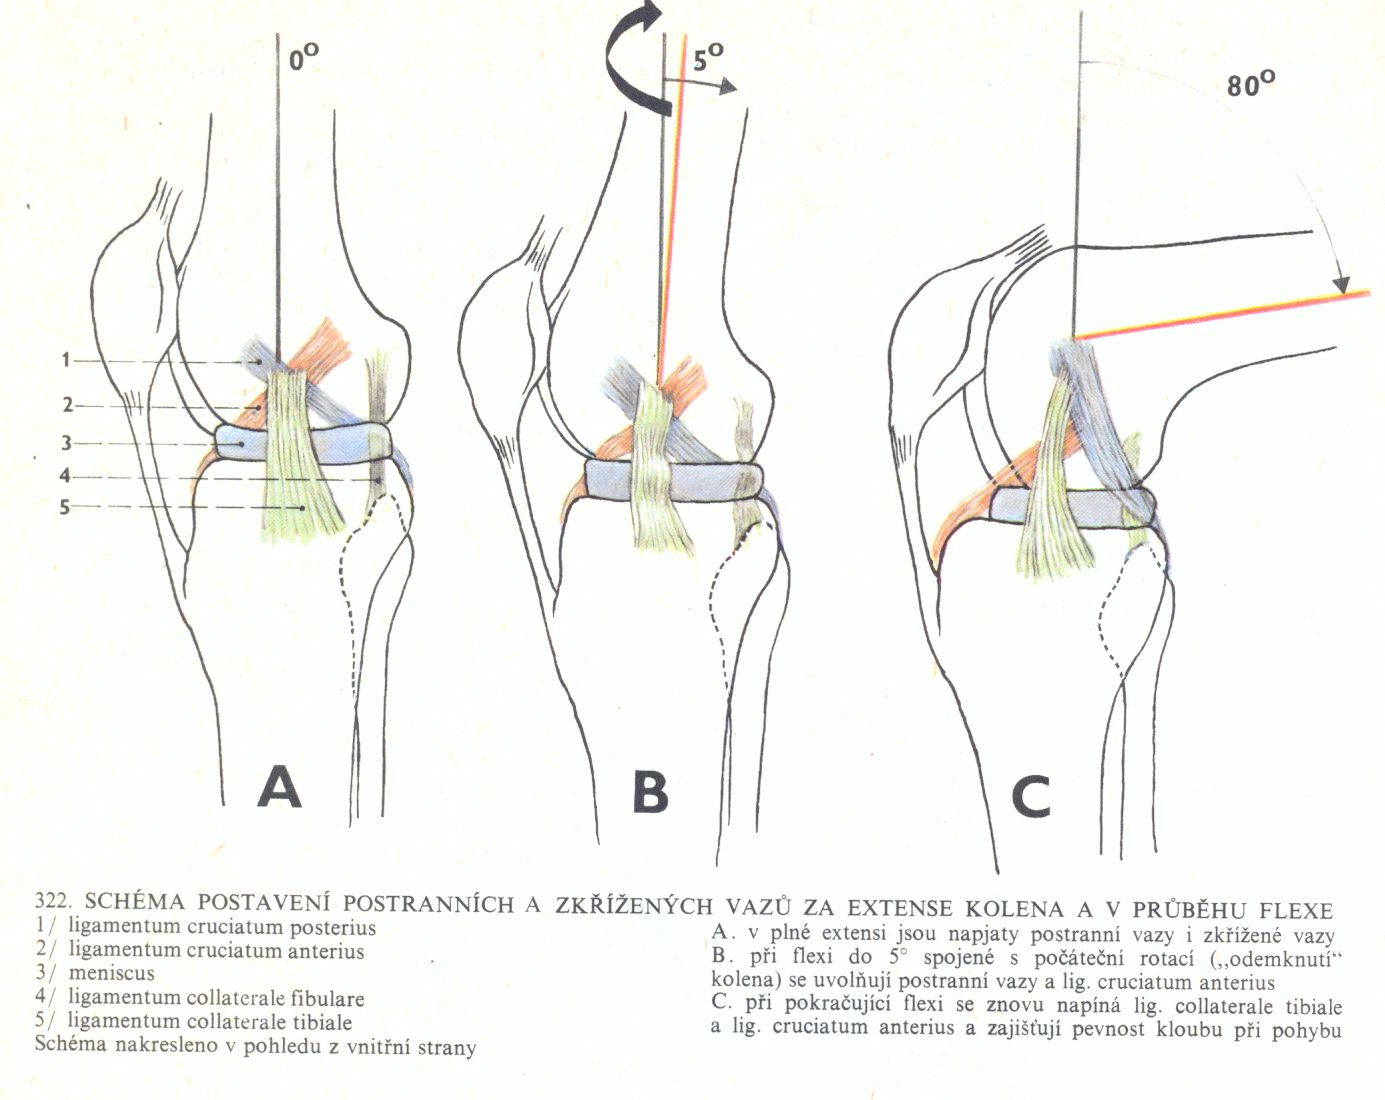 0°
5°
80°
1
2
3
4
5
A
B
C
322. SCHÉMA POSTAVENÍ POSTRANNÍCH A ZKŘÍŽENÝCH VAZŮ ZA EXTENSE KOLENA A V PRŮBĚHU FLEXE
1/ ligamentum cruciatum posterius
2/ ligamentum cruciatum anterius
3/ meniscus
4/ ligamentum collaterale fibulare
5/ ligamentum collaterale tibiale
Schéma nakresleno v pohledu z vnitřní strany
A. v plné extensi jsou napjaty postranní vazy i zkřížené vazy
B. při flexi do 5° spojené s počáteční rotací („odemknutí“
kolena) se uvolňují postranní vazy a lig. cruciatum anterius
C. při pokračující flexi se znovu napíná lig. collaterale tibiale
a lig. cruciatum anterius a zajišťují pevnost kloubu při pohybu